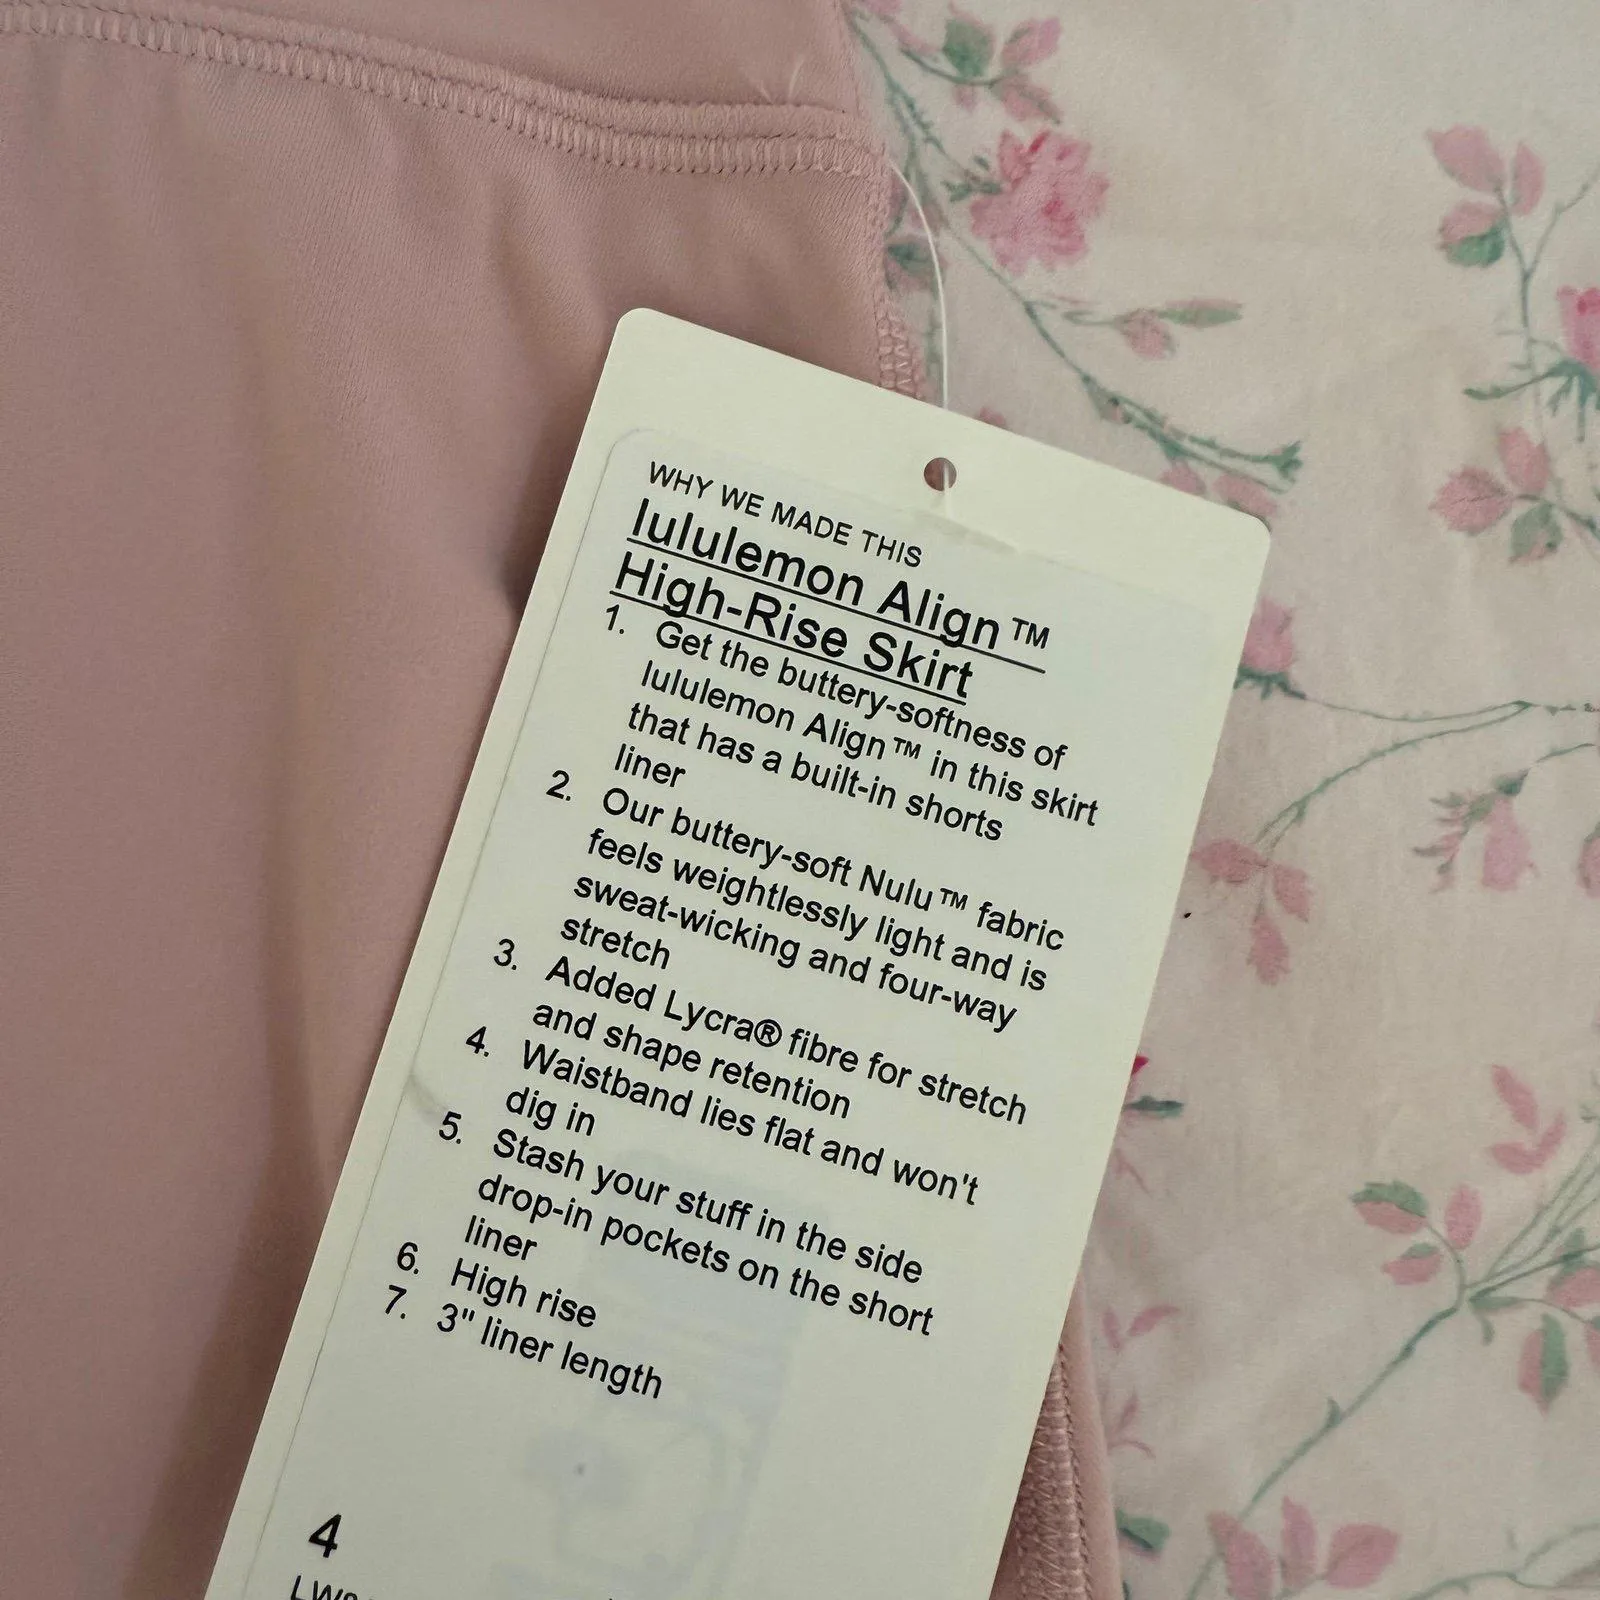 WHY WE MADE THIS
lululemon Align™
High-Rise Skirt
1. Get the buttery-softness of
lululemon Align™ in this skirt
that has a built-in shorts
liner
2. Our buttery-soft Nulu™ fabric
feels weightlessly light and is
sweat-wicking and four-way
stretch
3. Added Lycra® fibre for stretch
and shape retention
4. Waistband lies flat and won't
dig in
5. Stash your stuff in the side
drop-in pockets on the short
liner
6. High rise
7. 3" liner length
4